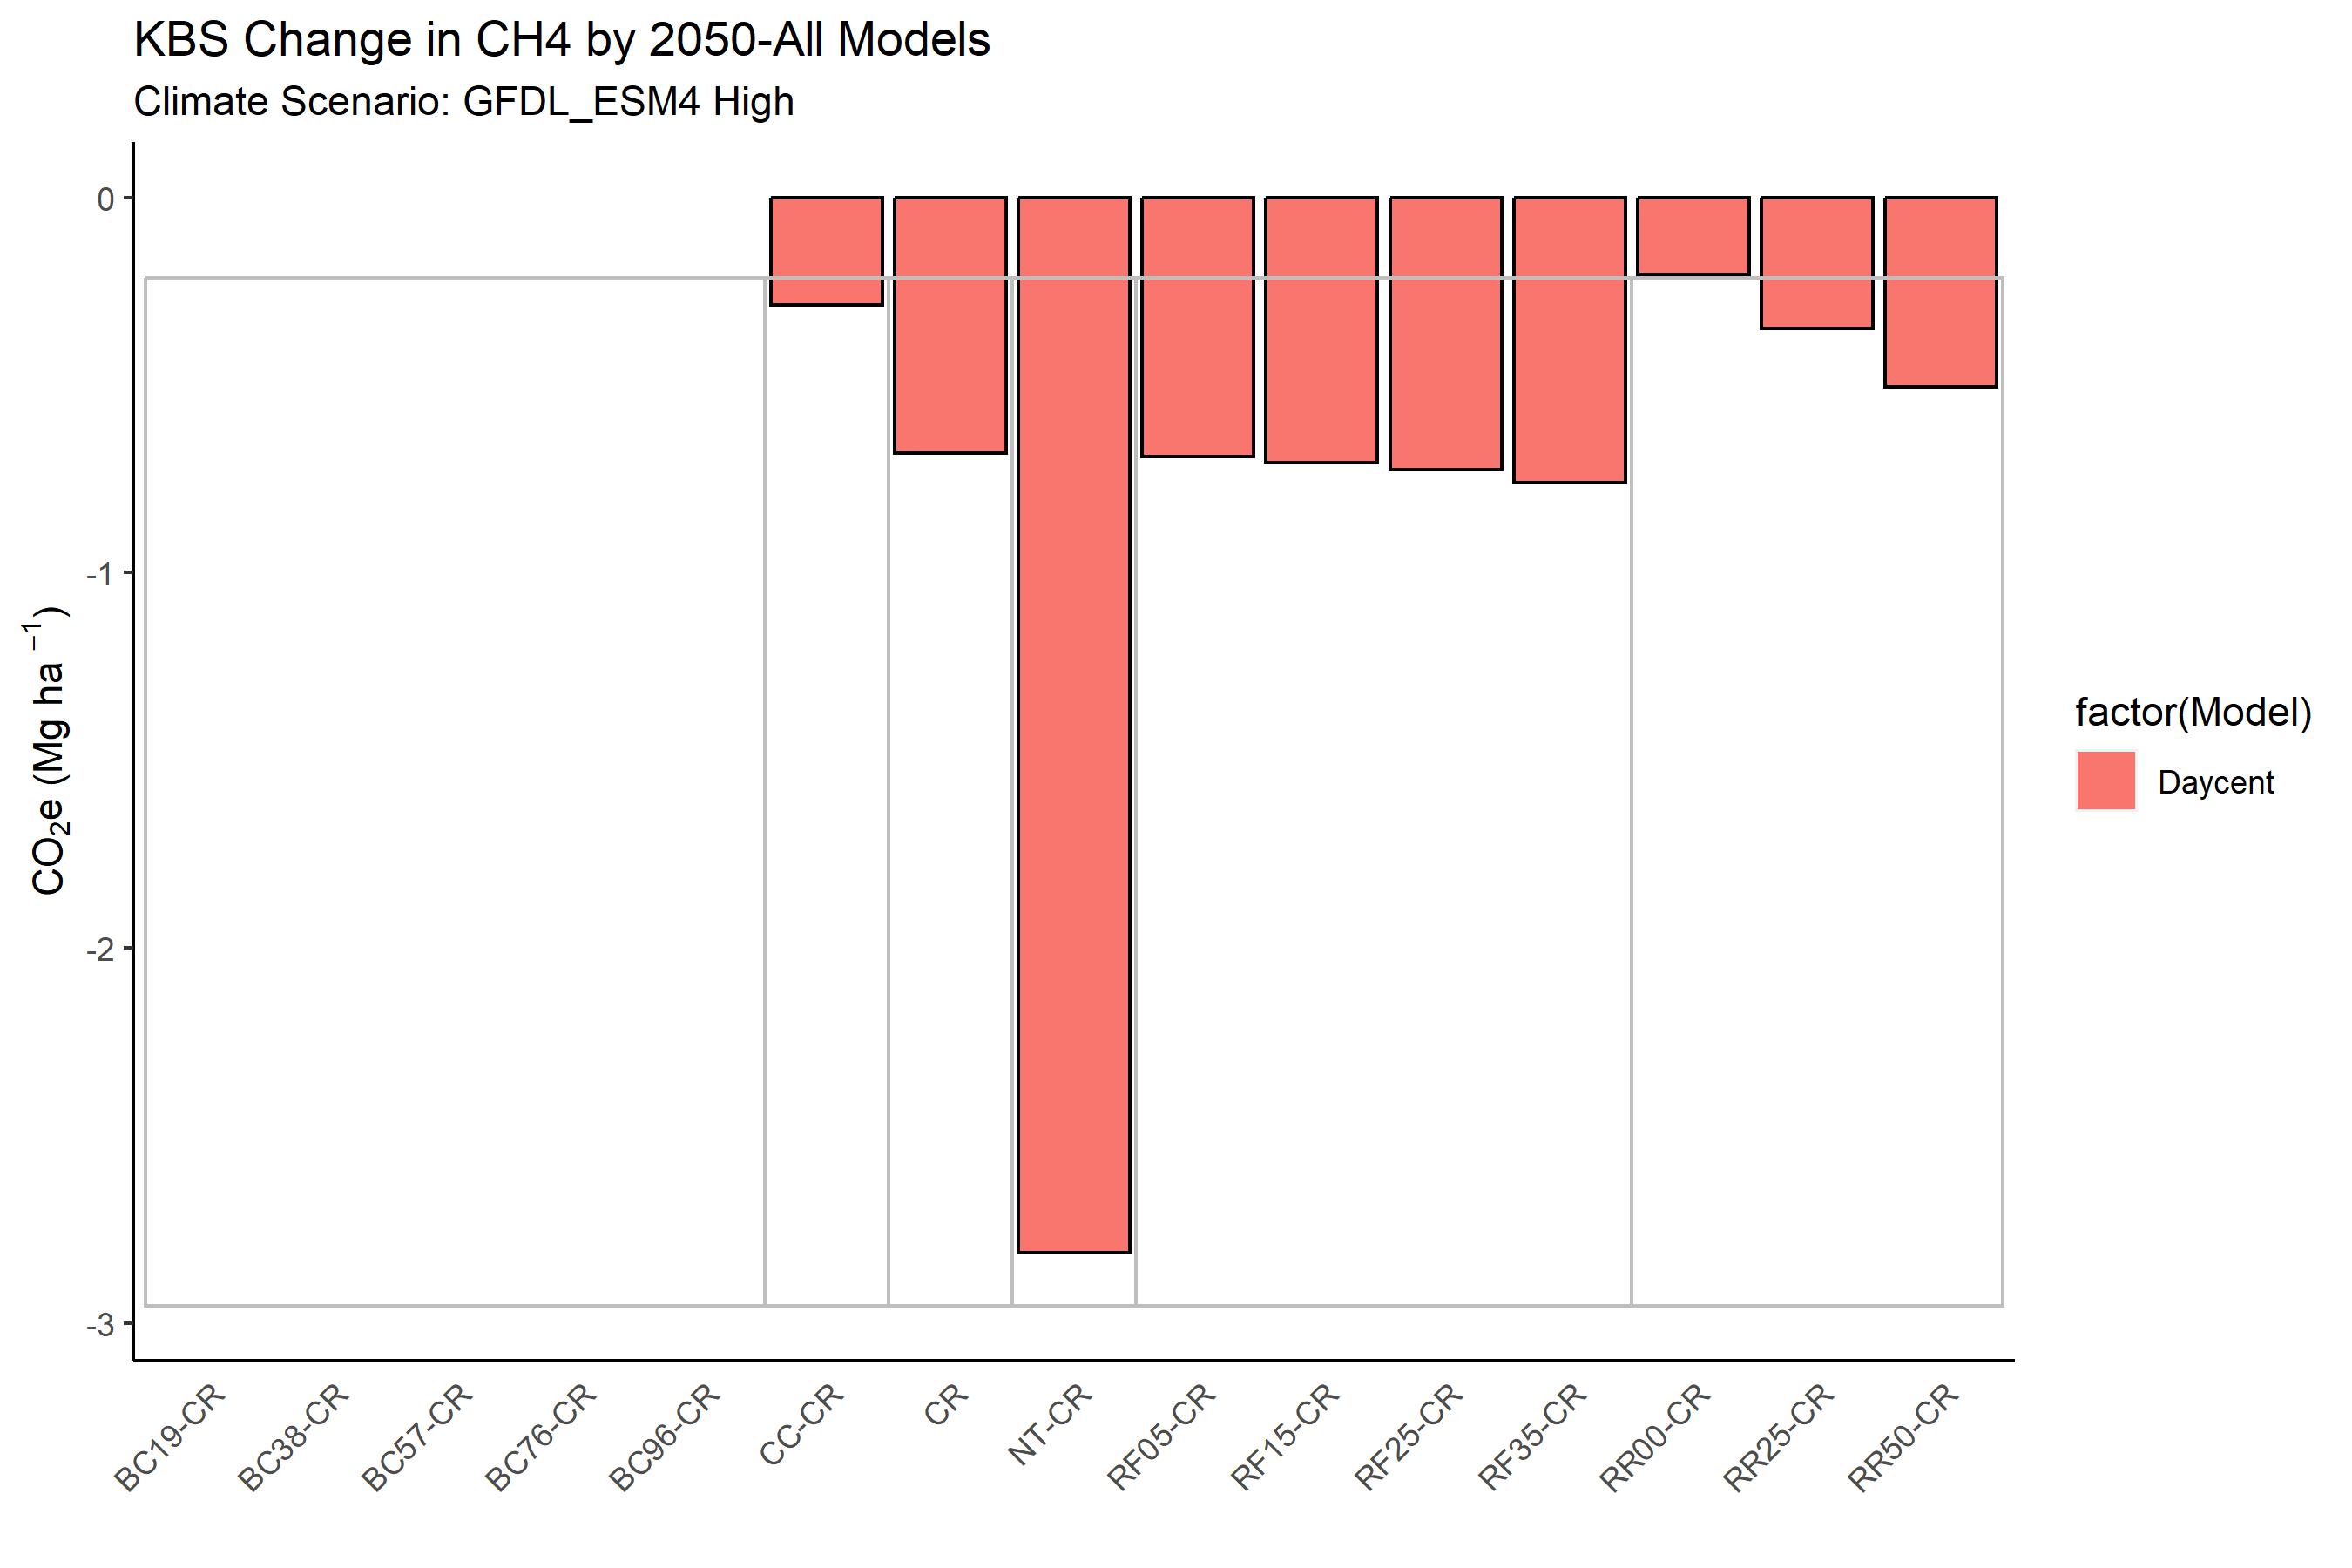 KBS Change in CH4 by 2050-All Models
Climate Scenario: GFDL_ESM4 High
0
-1
-2
-3
CO₂e (Mg ha ⁻¹)
factor(Model)
Daycent
BC19-CR
BC38-CR
BC57-CR
BC76-CR
BC96-CR
CC-CR
CR
NT-CR
RF05-CR
RF15-CR
RF25-CR
RF35-CR
RR00-CR
RR25-CR
RR50-CR